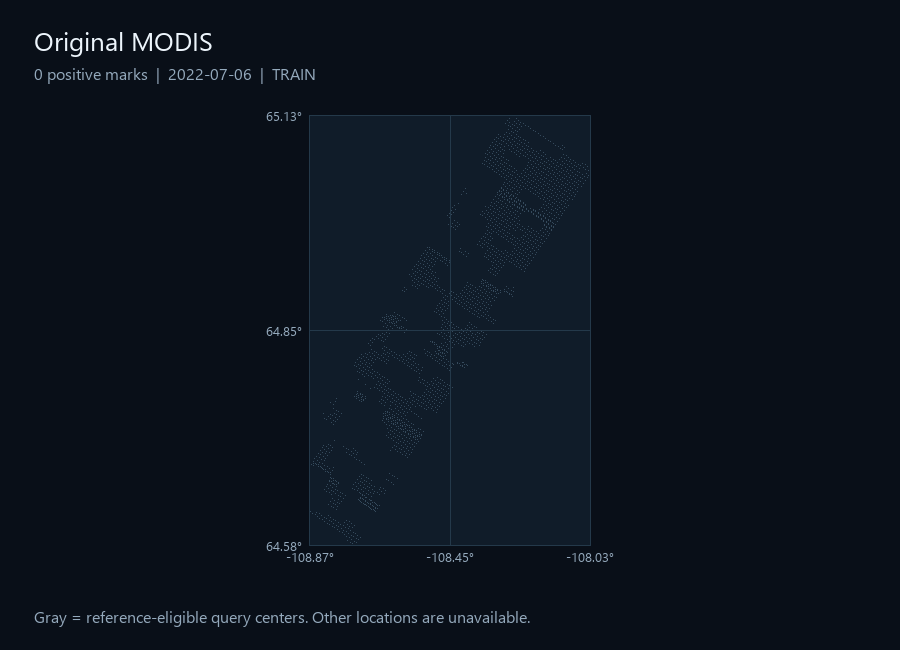 Original MODIS
0 positive marks | 2022-07-06 | TRAIN
65.13°
64.85°
64.58°
-108.87° -108.45° -108.03°
Gray = reference-eligible query centers. Other locations are unavailable.